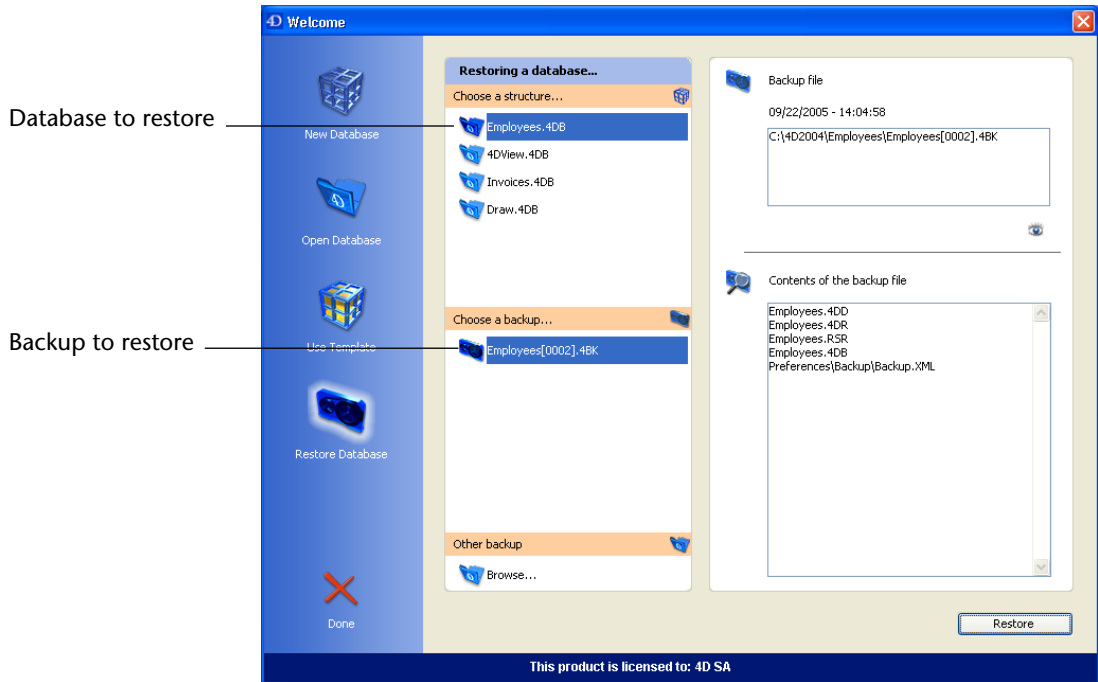 4D Welcome
Database to restore
Backup to restore
New Database
Open Database
Use Template
Restore Database
Done
Restoring a database...
Choose a structure...
Employees.4DB
4DView.4DB
Invoices.4DB
Draw.4DB
Choose a backup...
Employees[0002].4BK
Other backup
Browse...
Backup file
09/22/2005 - 14:04:58
C:\4D2004\Employees\Employees[0002].4BK
Contents of the backup file
Employees.4DD
Employees.4DR
Employees.RSR
Employees.4DB
Preferences\Backup\Backup.XML
Restore
This product is licensed to: 4D SA